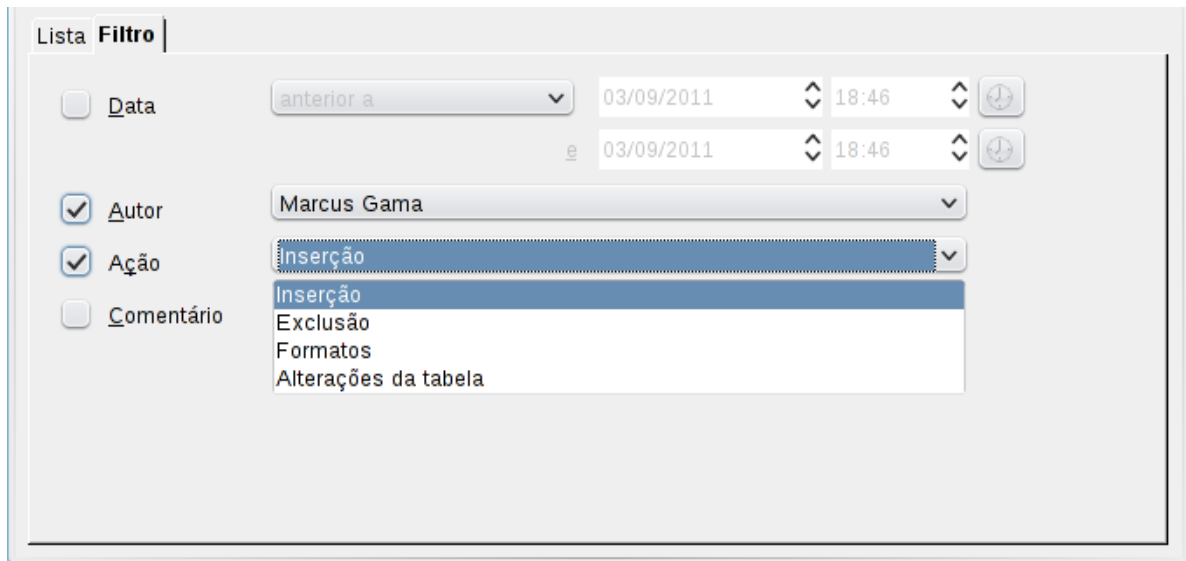 Lista Filtro
Data anterior a 03/09/2011 18:46
e 03/09/2011 18:46
Autor Marcus Gama
Ação Inserção
Inserção
Comentário
Exclusão
Formatos
Alterações da tabela